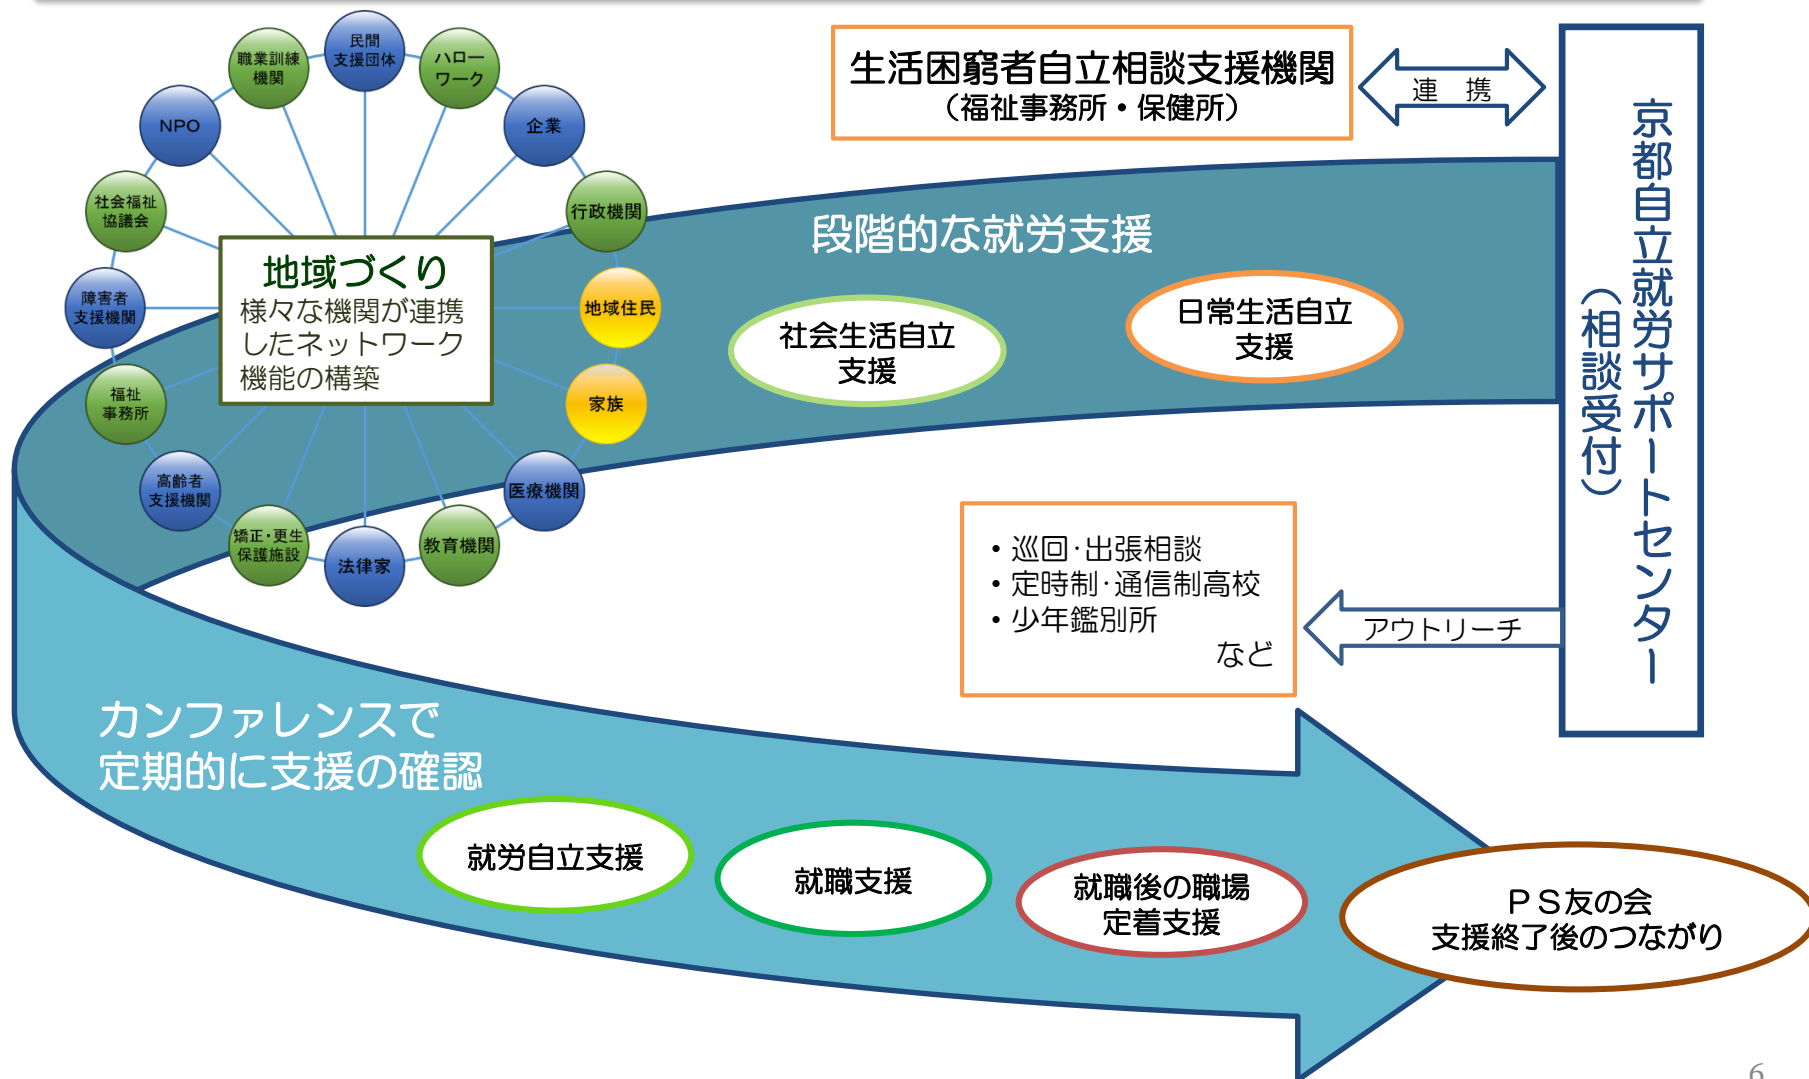 民間
支援団体
ハロー
ワーク
企業
行政機関
地域住民
家族
医療機関
教育機関
法律家
矯正・更生
保護施設
高齢者
支援機関
福祉
事務所
障害者
支援機関
社会福祉
協議会
NPO
職業訓練
機関
地域づくり
様々な機関が連携
したネットワーク
機能の構築
生活困窮者自立相談支援機関
（福祉事務所・保健所）
連　携
京都自立就労サポートセンター
（相談受付）
段階的な就労支援
日常生活自立
支援
社会生活自立
支援
・巡回・出張相談
・定時制・通信制高校
・少年鑑別所
など
アウトリーチ
カンファレンスで
定期的に支援の確認
就労自立支援
就職支援
就職後の職場
定着支援
ＰＳ友の会
支援終了後のつながり
6